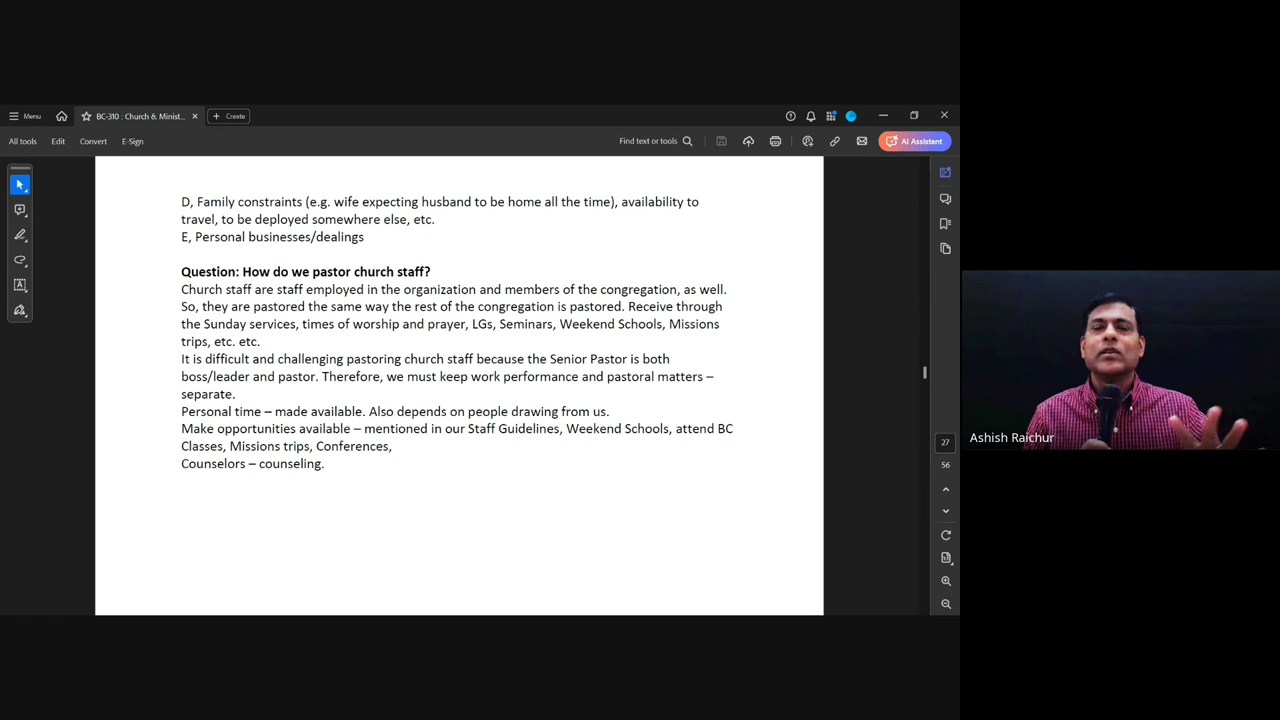 Menu
BC-310 : Church & Minist...
Create
All tools
Edit
Convert
E-Sign
Find text or tools
AI Assistant
D, Family constraints (e.g. wife expecting husband to be home all the time), availability to
travel, to be deployed somewhere else, etc.
E, Personal businesses/dealings
Question: How do we pastor church staff?
Church staff are staff employed in the organization and members of the congregation, as well.
So, they are pastored the same way the rest of the congregation is pastored. Receive through
the Sunday services, times of worship and prayer, LGs, Seminars, Weekend Schools, Missions
trips, etc. etc.
It is difficult and challenging pastoring church staff because the Senior Pastor is both
boss/leader and pastor. Therefore, we must keep work performance and pastoral matters –
separate.
Personal time – made available. Also depends on people drawing from us.
Make opportunities available – mentioned in our Staff Guidelines, Weekend Schools, attend BC
Classes, Missions trips, Conferences,
Counselors – counseling.
27
56
Ashish Raichur